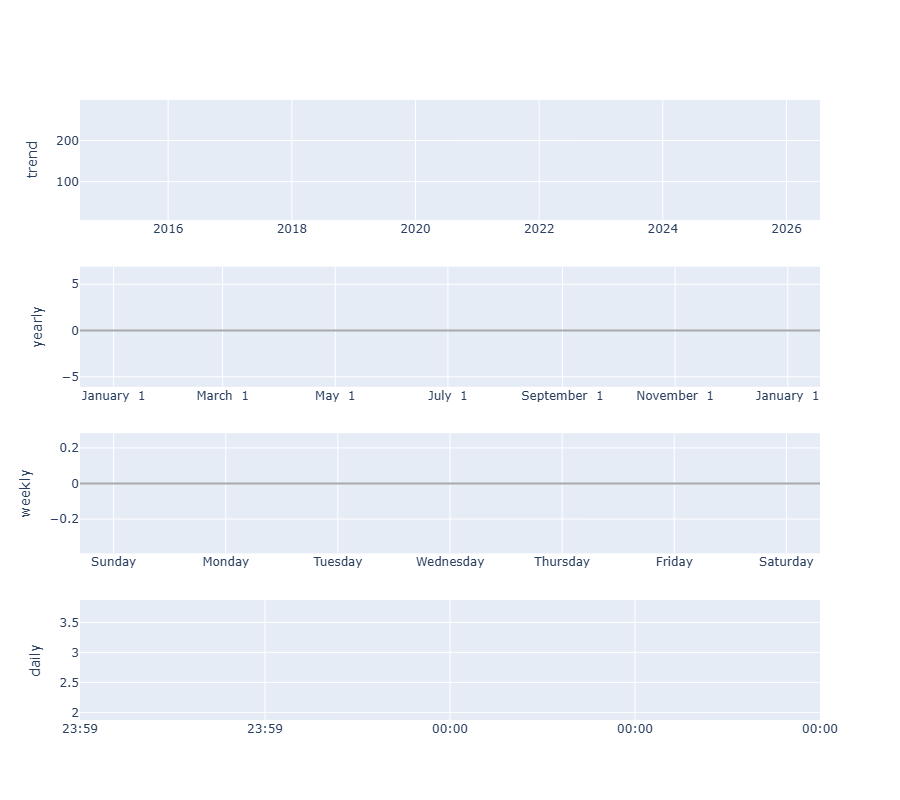 trend
200
100
2016 2018 2020 2022 2024 2026
yearly
5
0
−5
January 1 March 1 May 1 July 1 September 1 November 1 January 1
weekly
0.2
0
−0.2
Sunday Monday Tuesday Wednesday Thursday Friday Saturday
daily
3.5
3
2.5
2
23:59 23:59 00:00 00:00 00:00